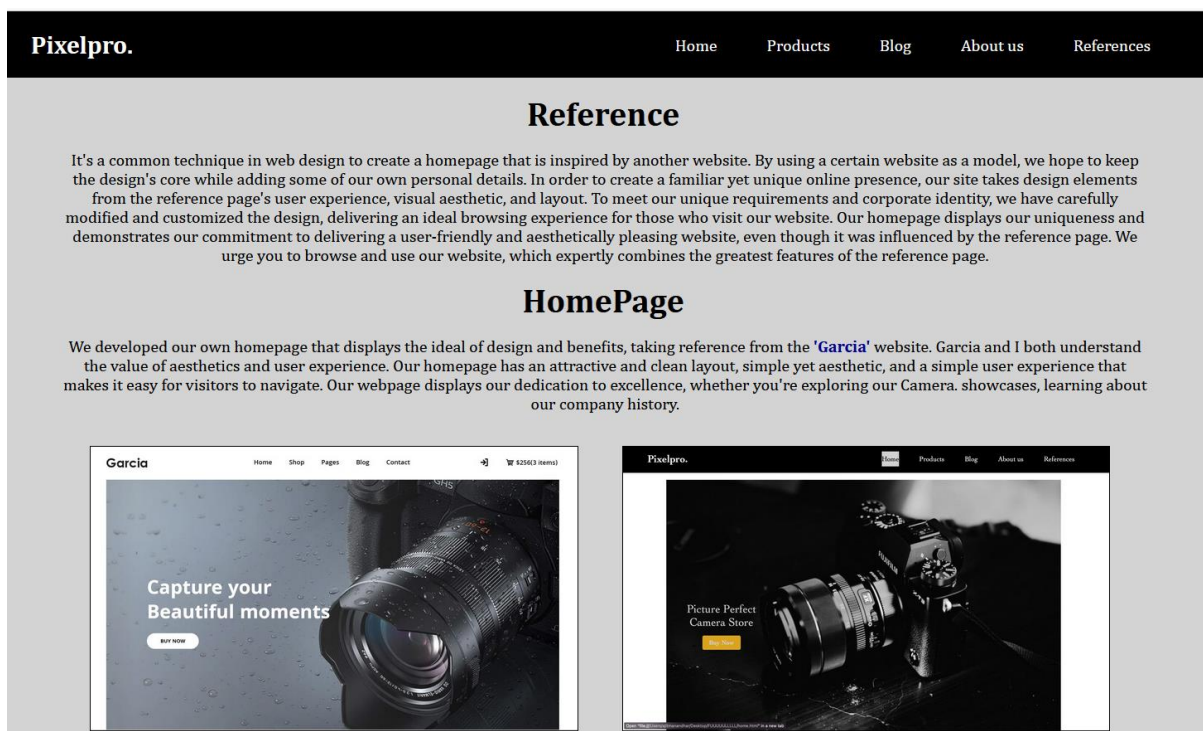 Pixelpro.
Home Products Blog About us References
Reference
It's a common technique in web design to create a homepage that is inspired by another website. By using a certain website as a model, we hope to keep
the design's core while adding some of our own personal details. In order to create a familiar yet unique online presence, our site takes design elements
from the reference page's user experience, visual aesthetic, and layout. To meet our unique requirements and corporate identity, we have carefully
modified and customized the design, delivering an ideal browsing experience for those who visit our website. Our homepage displays our uniqueness and
demonstrates our commitment to delivering a user-friendly and aesthetically pleasing website, even though it was influenced by the reference page. We
urge you to browse and use our website, which expertly combines the greatest features of the reference page.
HomePage
We developed our own homepage that displays the ideal of design and benefits, taking reference from the 'Garcia' website. Garcia and I both understand
the value of aesthetics and user experience. Our homepage has an attractive and clean layout, simple yet aesthetic, and a simple user experience that
makes it easy for visitors to navigate. Our webpage displays our dedication to excellence, whether you're exploring our Camera. showcases, learning about
our company history.
Garcia
Home Shop Pages Blog Contact
$256(3 items)
GH5
Capture your
Beautiful moments
BUY NOW
Pixelpro.
Home Products Blog About us References
FUJIFILM
Picture Perfect
Camera Store
Buy Now